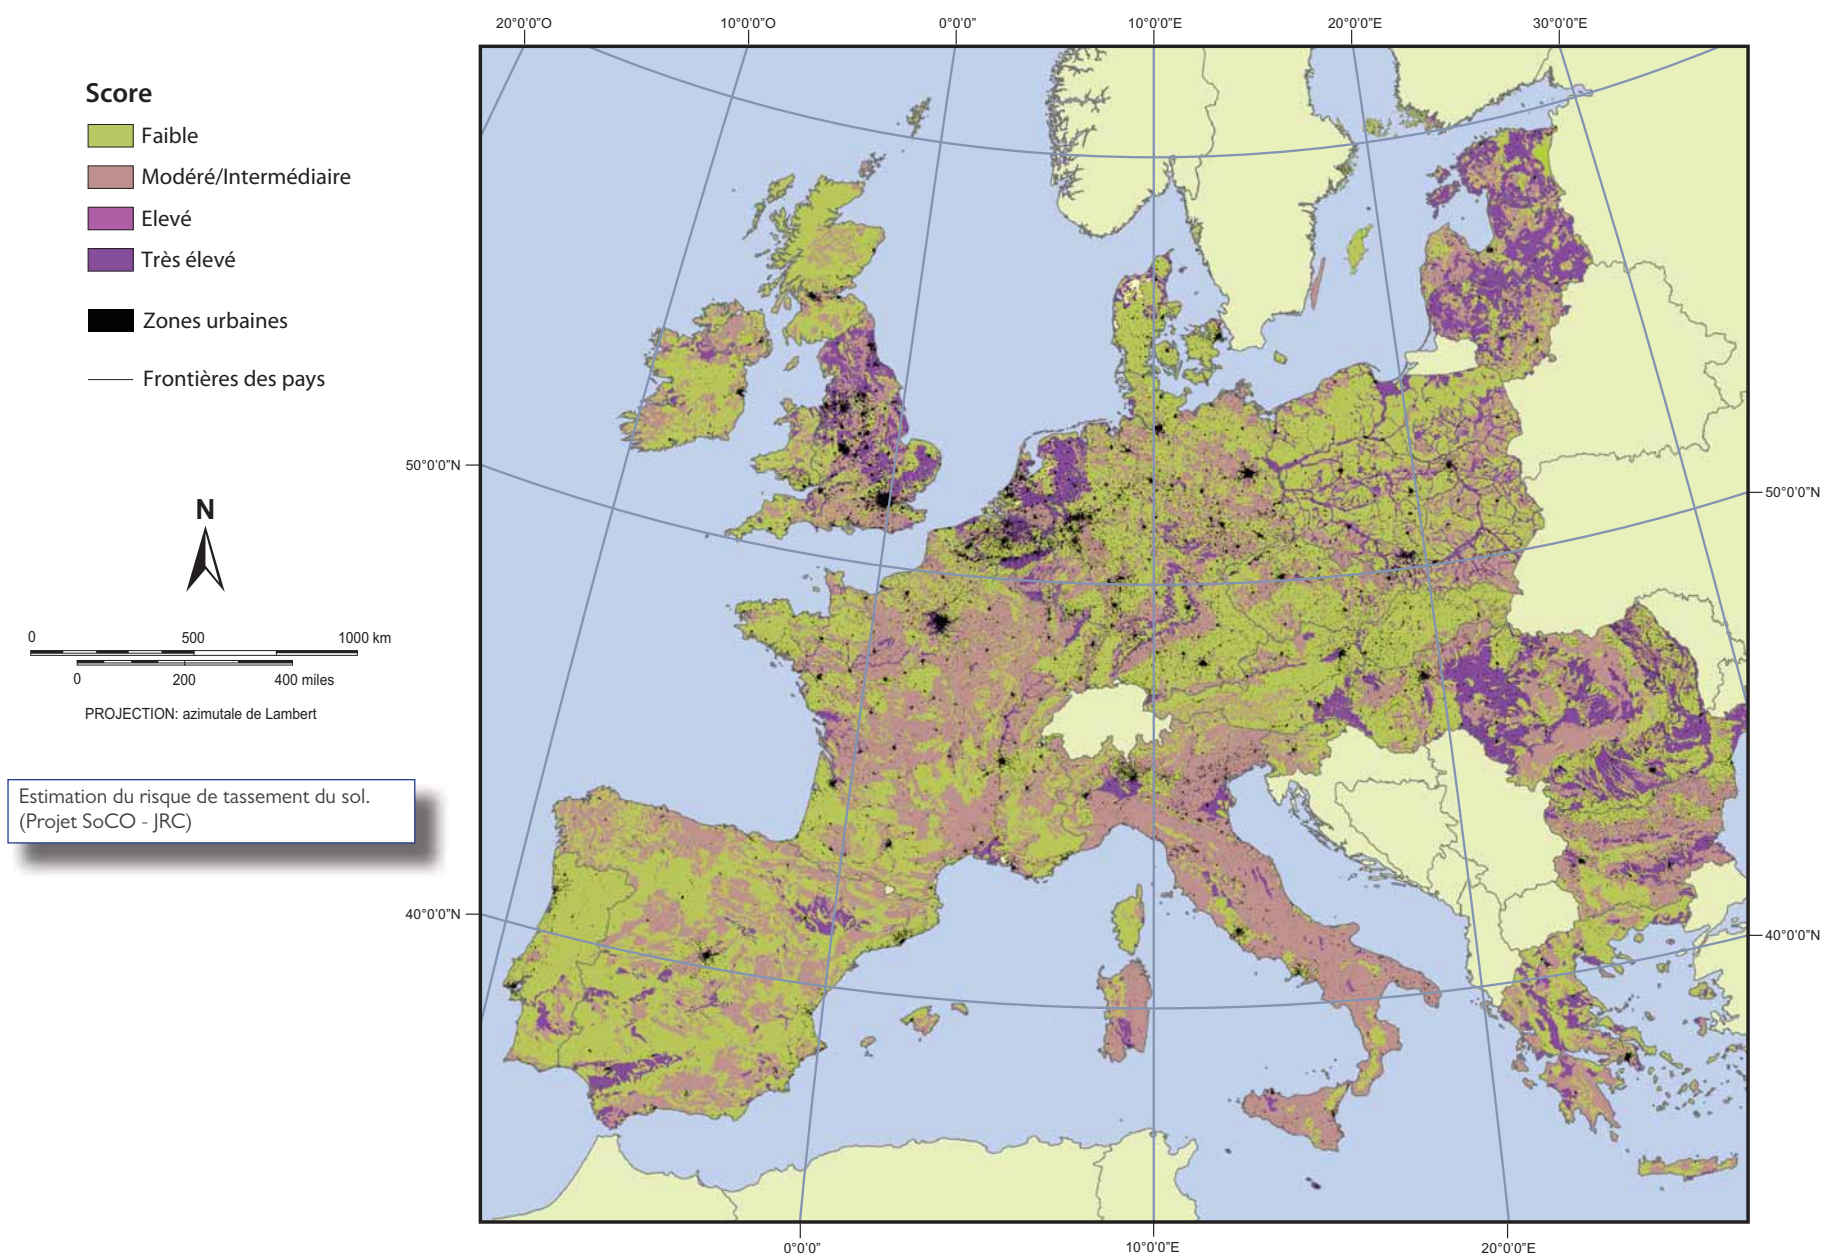 20°0'0"O
10°0'0"O
0°0'0"
10°0'0"E
20°0'0"E
30°0'0"E
Score
Faible
Modéré/Intermédiaire
Elevé
Très élevé
Zones urbaines
Frontières des pays
50°0'0"N
50°0'0"N
N
0 500 1000 km
0 200 400 miles
PROJECTION: azimutale de Lambert
Estimation du risque de tassement du sol.
(Projet SoCO - JRC)
40°0'0"N
40°0'0"N
0°0'0"
10°0'0"E
20°0'0"E